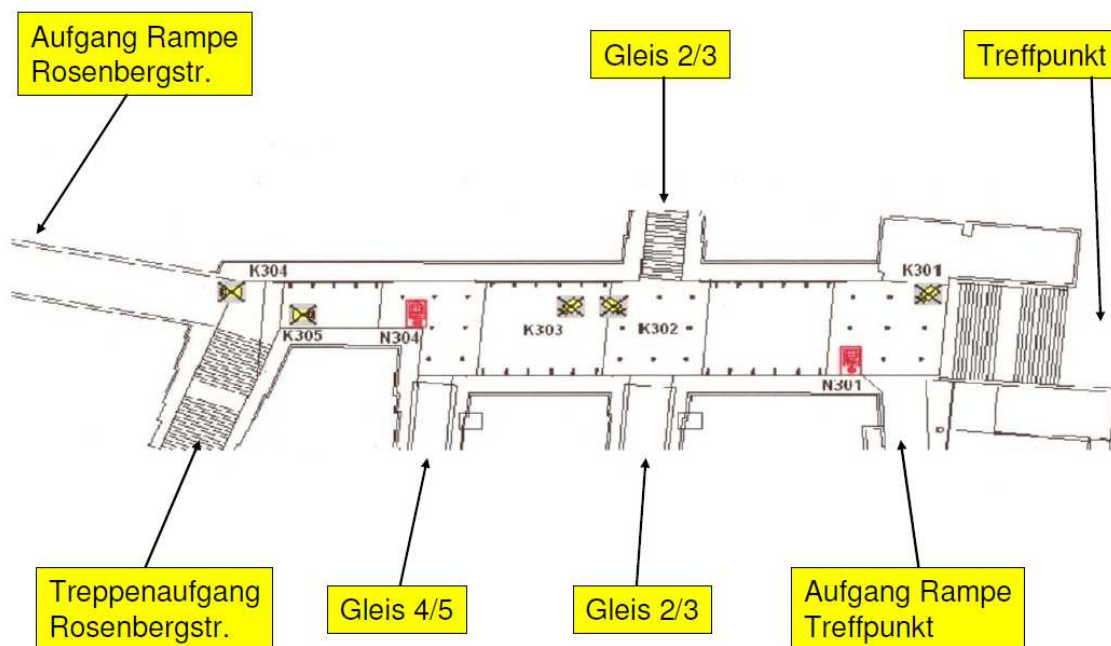 Aufgang Rampe
Rosenbergstr.
Gleis 2/3
Treffpunkt
K304
K301
K303
K302
K305
N304
N301
Treppenaufgang
Rosenbergstr.
Gleis 4/5
Gleis 2/3
Aufgang Rampe
Treffpunkt